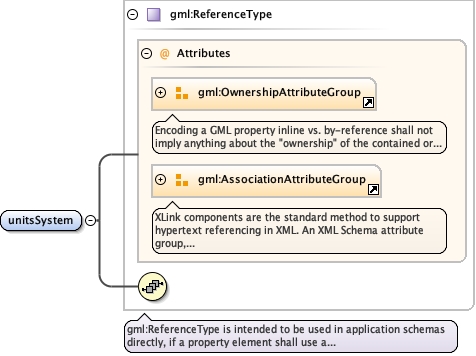 gml:ReferenceType
@ Attributes
gml:OwnershipAttributeGroup
Encoding a GML property inline vs. by-reference shall not
imply anything about the "ownership" of the contained or...
gml:AssociationAttributeGroup
XLink components are the standard method to support
hypertext referencing in XML. An XML Schema attribute
group,...
unitsSystem
gml:ReferenceType is intended to be used in application schemas
directly, if a property element shall use a...